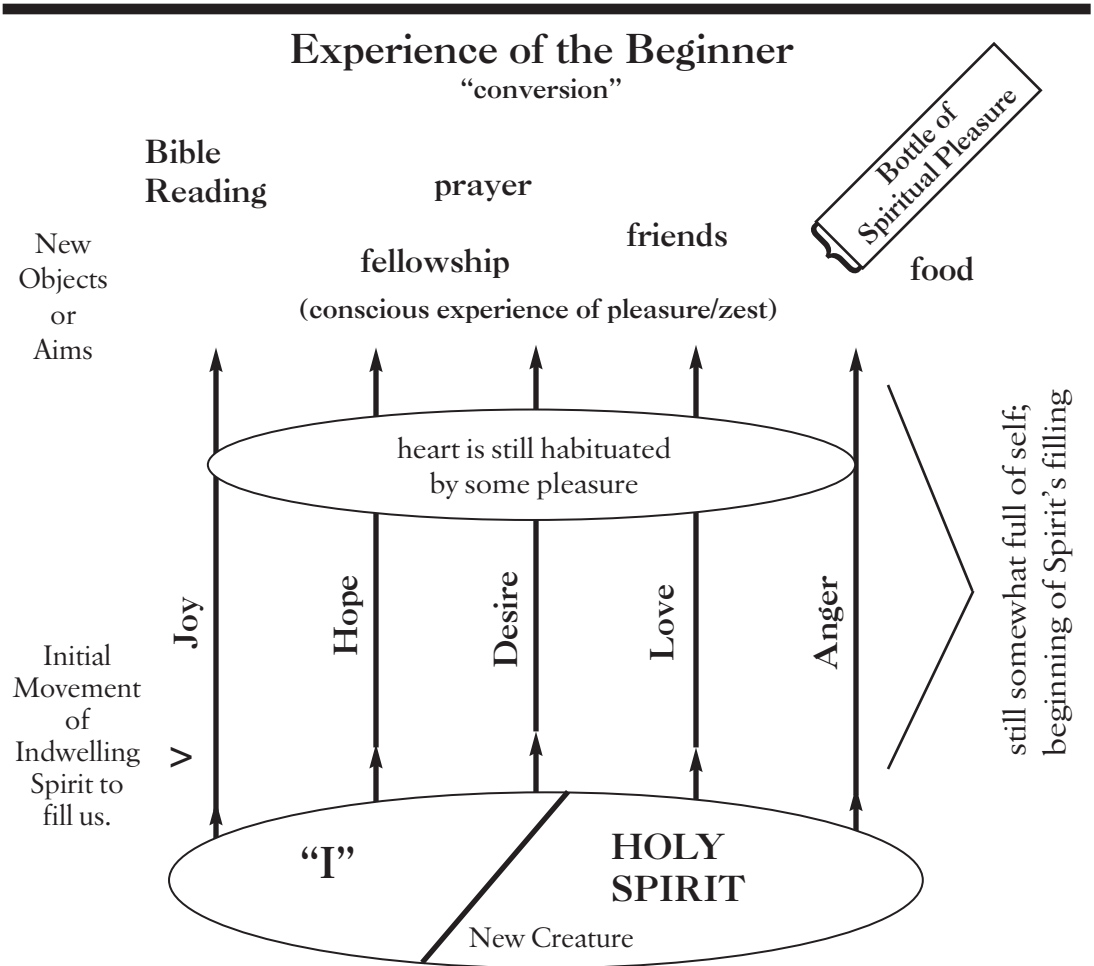 Experience of the Beginner
“conversion”
Bottle of
Spiritual Pleasure
Bible
Reading
prayer
friends
fellowship
food
New
Objects
or
Aims
(conscious experience of pleasure/zest)
heart is still habituated
by some pleasure
still somewhat full of self;
beginning of Spirit’s filling
Joy
Hope
Desire
Love
Anger
Initial
Movement
of
Indwelling
Spirit to
fill us.
>
“I”
HOLY
SPIRIT
New Creature